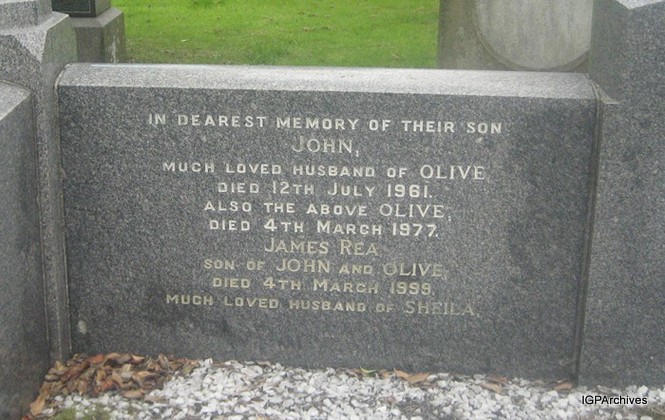 IN DEAREST MEMORY OF THEIR SON
JOHN,
MUCH LOVED HUSBAND OF OLIVE,
DIED 12TH JULY 1961.
ALSO THE ABOVE OLIVE,
DIED 4TH MARCH 1977.
JAMES REA
SON OF JOHN AND OLIVE,
DIED 4TH MARCH 1999,
MUCH LOVED HUSBAND OF SHEILA.
IGPArchives